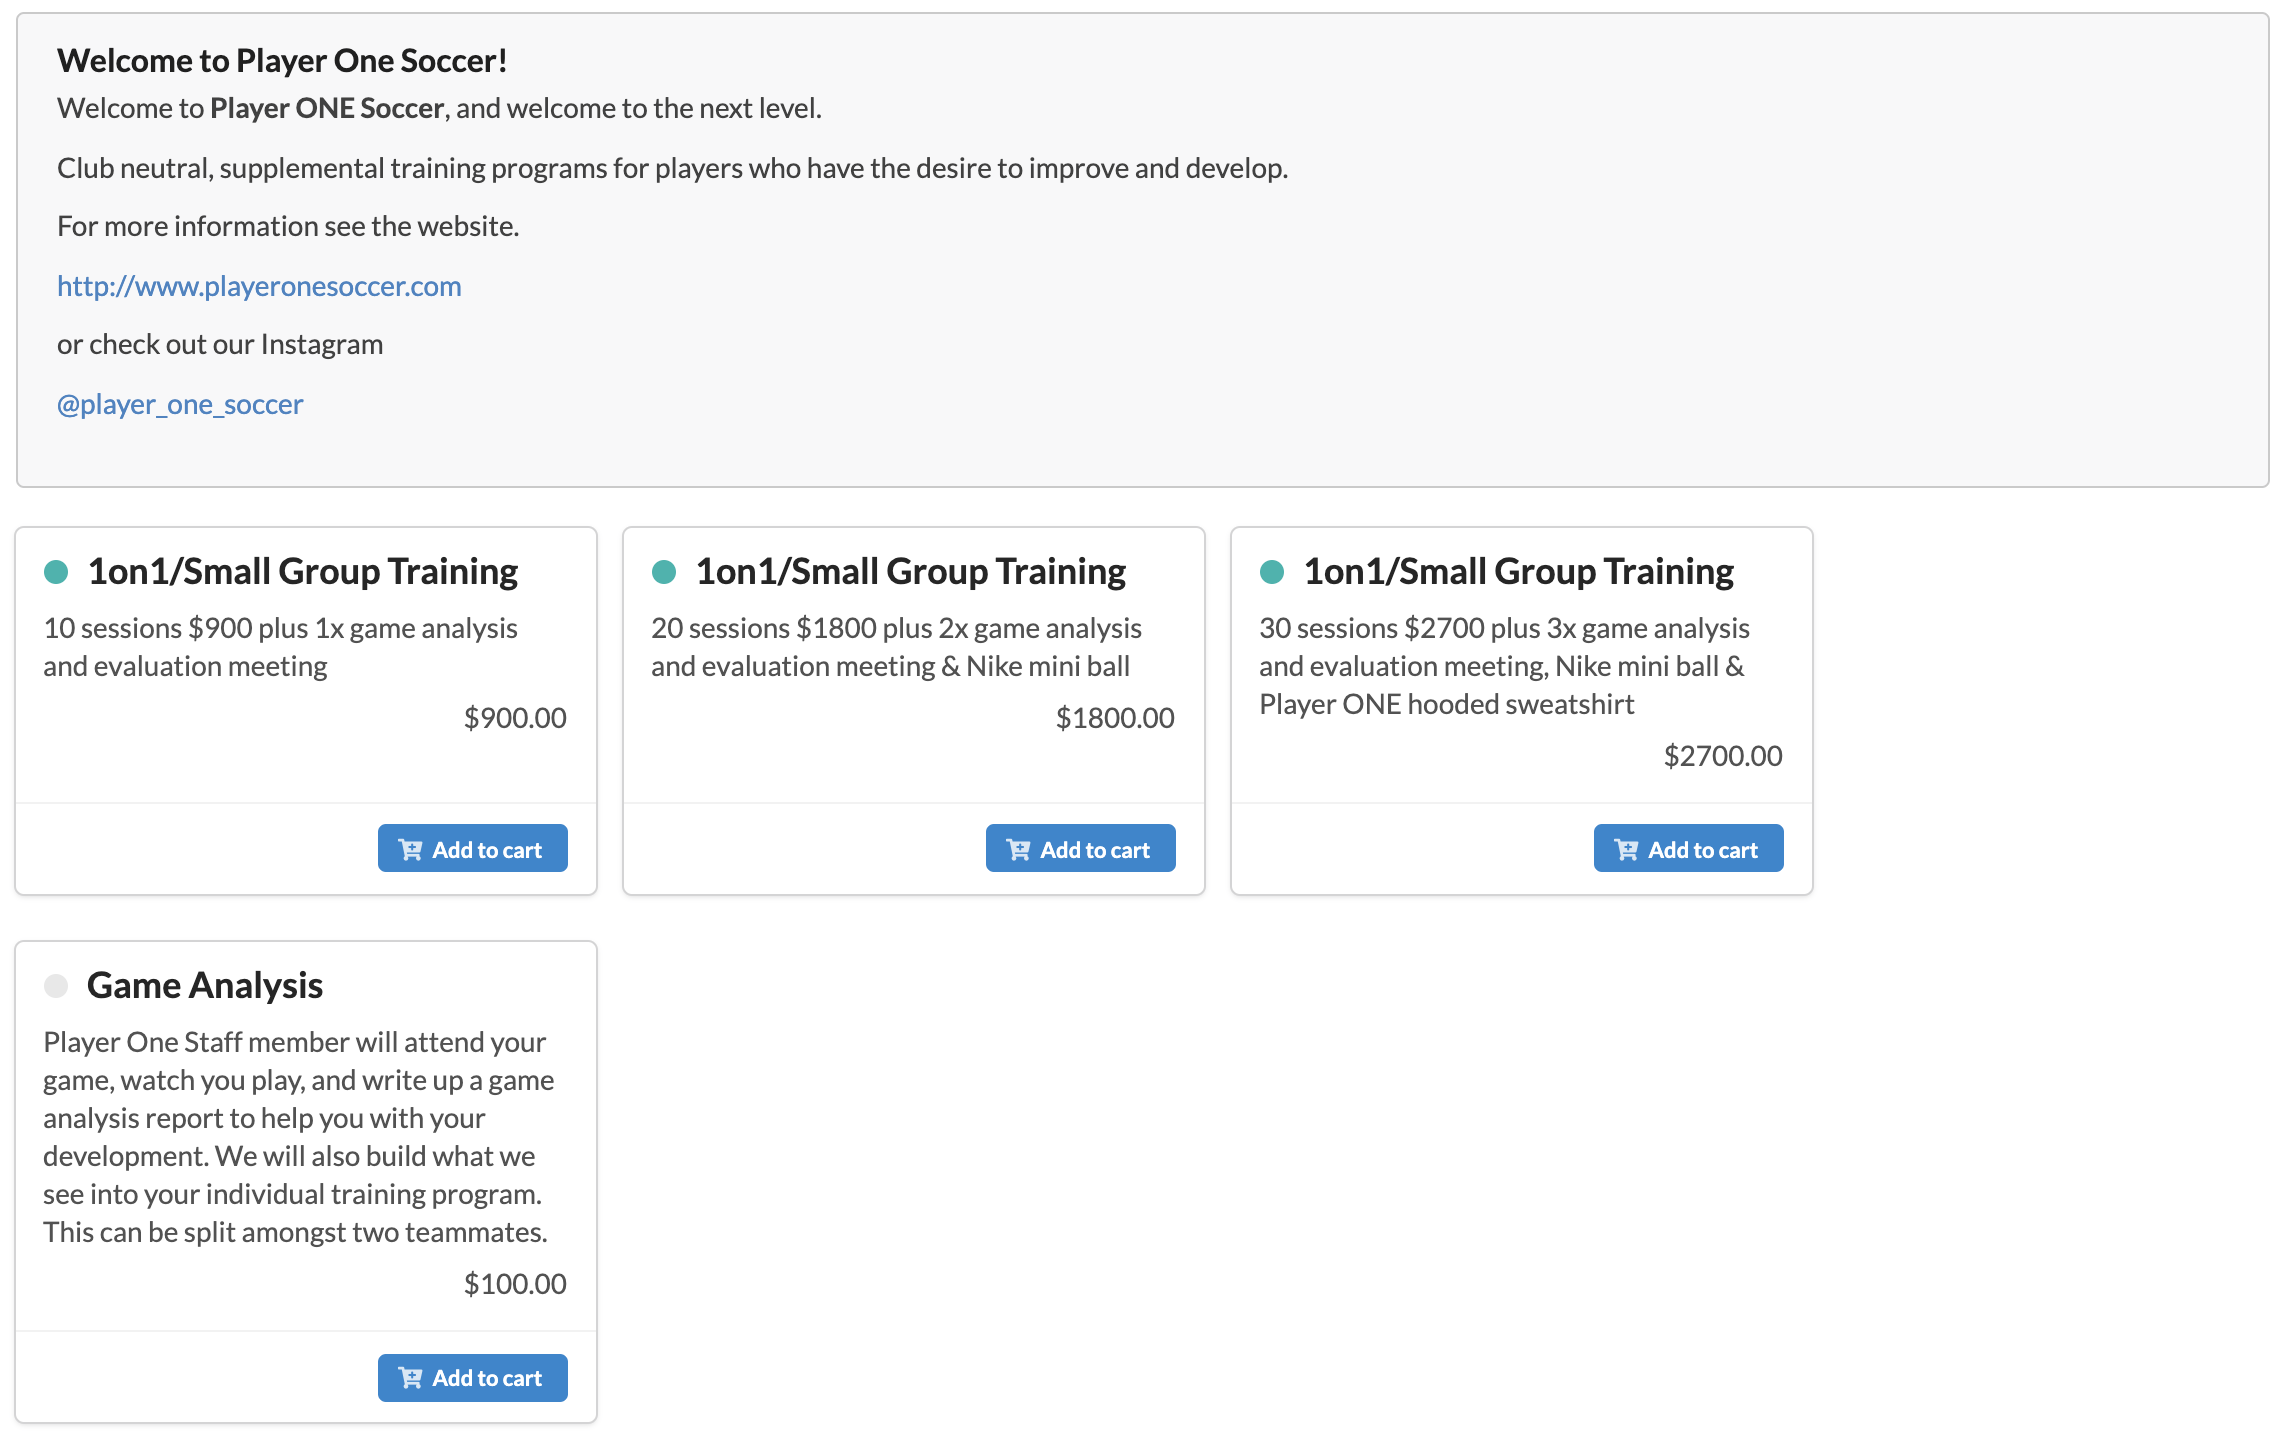 Welcome to Player One Soccer!
Welcome to Player ONE Soccer, and welcome to the next level.
Club neutral, supplemental training programs for players who have the desire to improve and develop.
For more information see the website.
http://www.playeronesoccer.com
or check out our Instagram
@player_one_soccer
1on1/Small Group Training
10 sessions $900 plus 1x game analysis
and evaluation meeting
$900.00
Add to cart
1on1/Small Group Training
20 sessions $1800 plus 2x game analysis
and evaluation meeting & Nike mini ball
$1800.00
Add to cart
1on1/Small Group Training
30 sessions $2700 plus 3x game analysis
and evaluation meeting, Nike mini ball &
Player ONE hooded sweatshirt
$2700.00
Add to cart
Game Analysis
Player One Staff member will attend your
game, watch you play, and write up a game
analysis report to help you with your
development. We will also build what we
see into your individual training program.
This can be split amongst two teammates.
$100.00
Add to cart